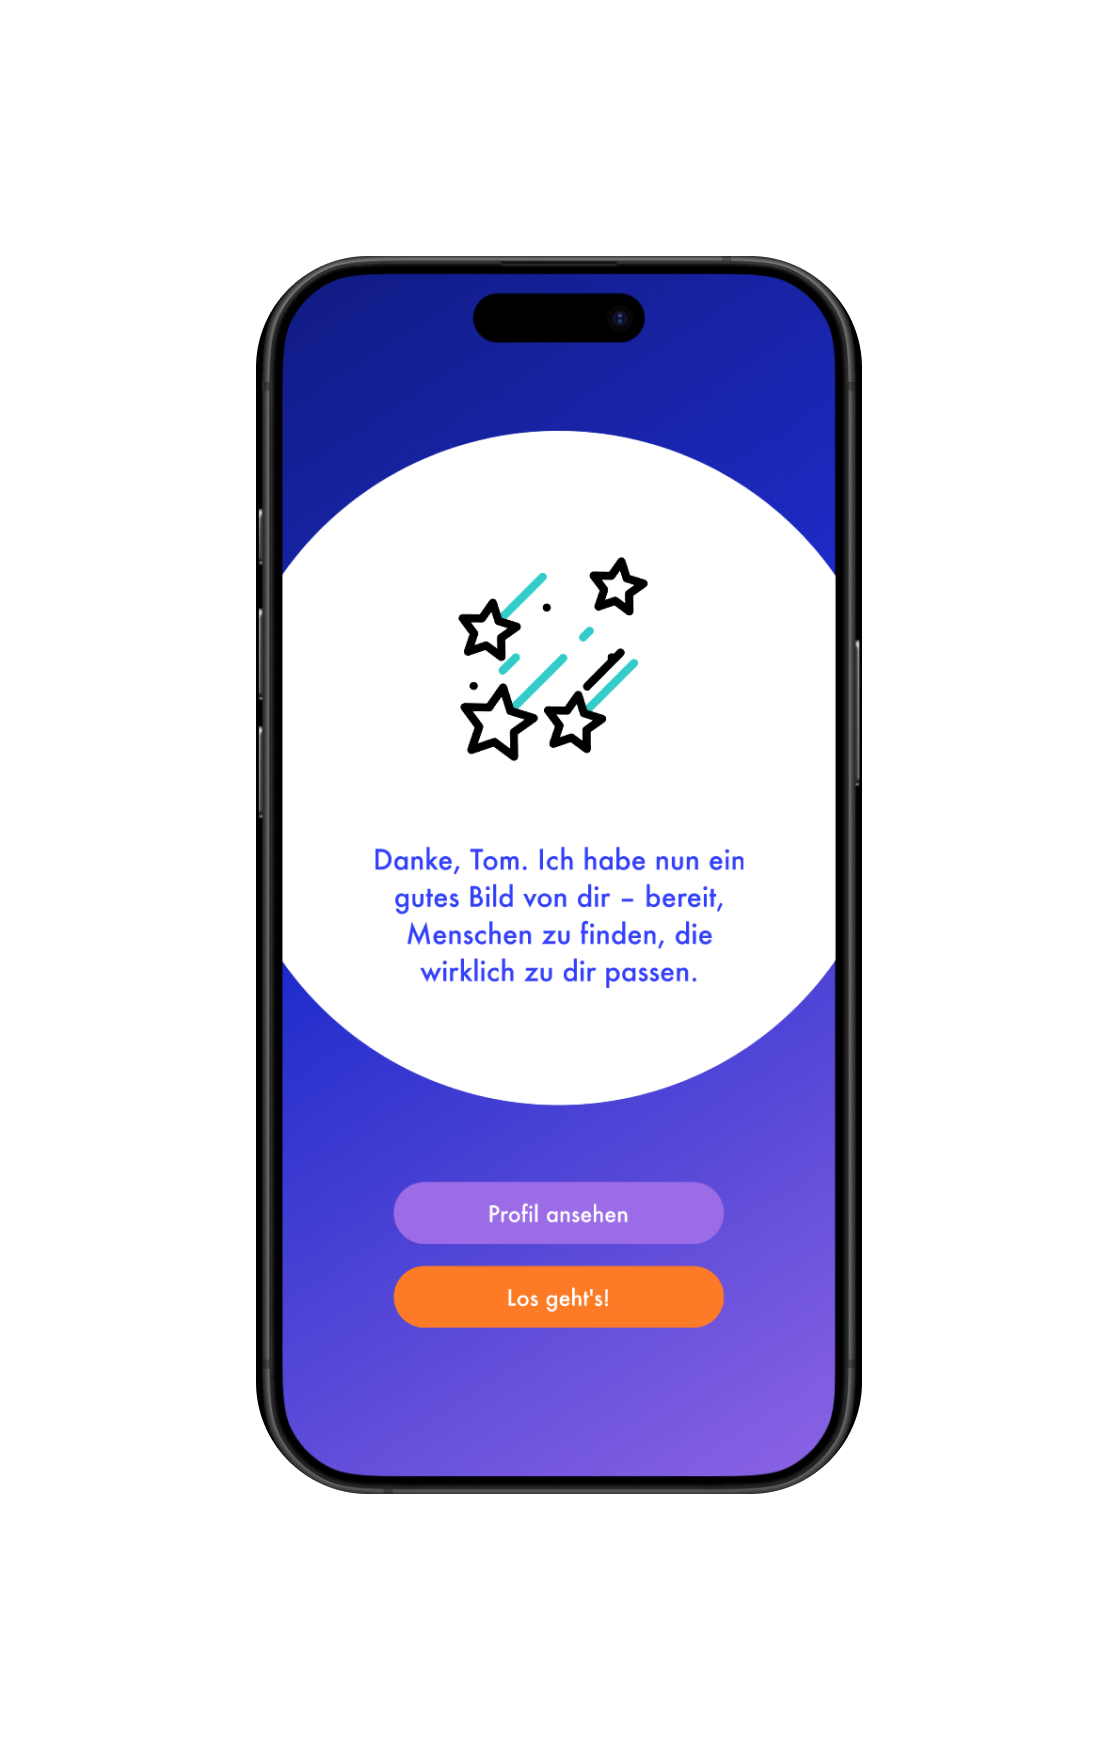 Danke, Tom. Ich habe nun ein
gutes Bild von dir – bereit,
Menschen zu finden, die
wirklich zu dir passen.
Profil ansehen
Los geht's!